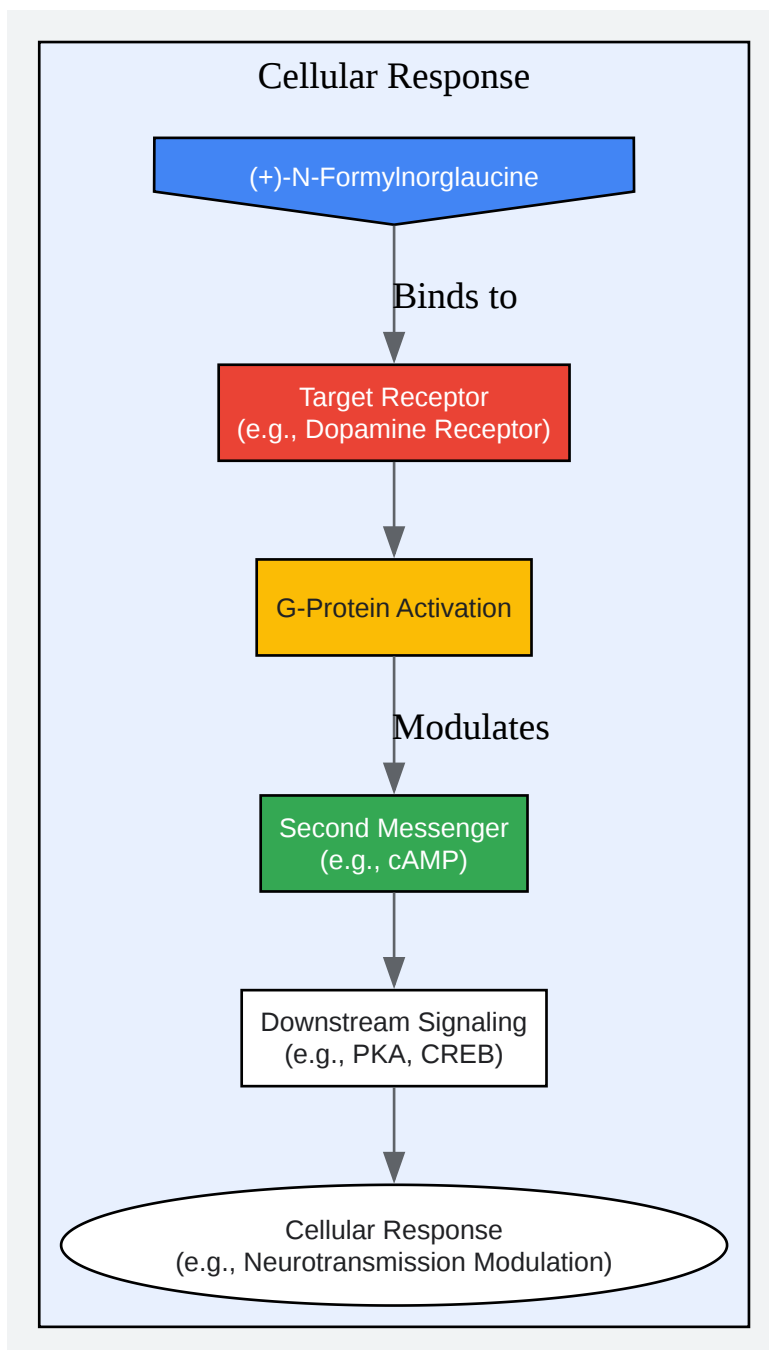 Cellular Response
(+)-N-Formylnorglaucine
Binds to
Target Receptor
(e.g., Dopamine Receptor)
G-Protein Activation
Modulates
Second Messenger
(e.g., cAMP)
Downstream Signaling
(e.g., PKA, CREB)
Cellular Response
(e.g., Neurotransmission Modulation)